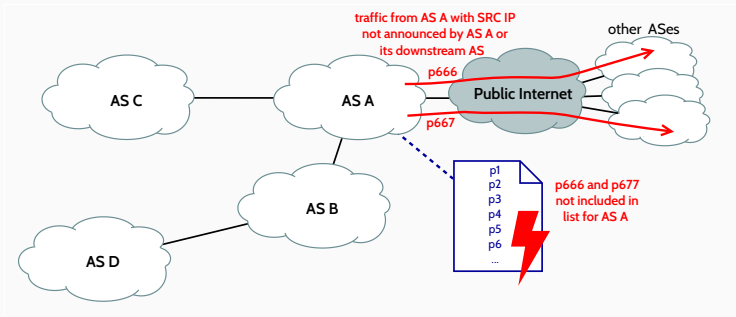 traffic from AS A with SRC IP
not announced by AS A or
its downstream AS
other ASes
p666
AS C
AS A
Public Internet
p667
p1
p2
p3
p4
p5
p6
...
p666 and p677
not included in
list for AS A
AS B
AS D